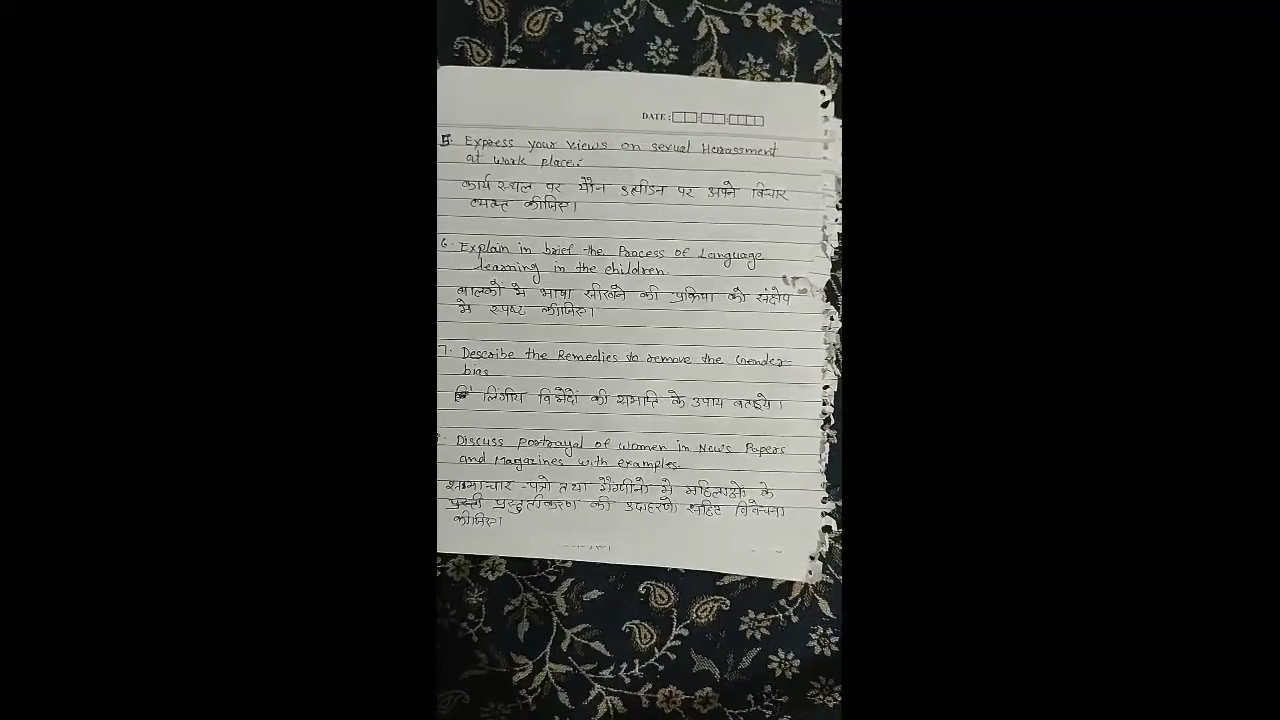 DATE:
5. Express your views on sexual Harassment
at work place:
कार्य स्थल पर यौन उत्पीडन पर अपने विचार
व्यक्त कीजिए।
6. Explain in brief the Process of Language
learning in the children.
बालकों मे भाषा सीखने की प्रक्रिया को संक्षेप
मे स्पष्ट कीजिए।
7. Describe the Remedies to remove the Gender-
bias
लिंगीय विभेदों की समाप्ति के उपाय बताइये।
Discuss portrayal of women in News Papers
and Magazines with examples.
समाचार-पत्रो तथा मैंगजीनो मे महिलाओं के
प्रस्तुतीकरण की उदाहरणों सहित विवेचना
कीजिए।